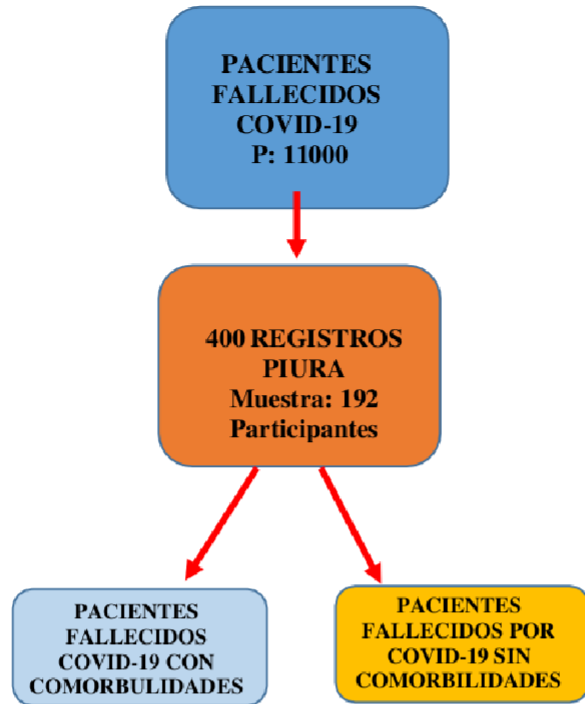 PACIENTES
FALLECIDOS
COVID-19
P: 11000
400 REGISTROS
PIURA
Muestra: 192
Participantes
PACIENTES
FALLECIDOS
COVID-19 CON
COMORBULIDADES
PACIENTES
FALLECIDOS POR
COVID-19 SIN
COMORBILIDADES